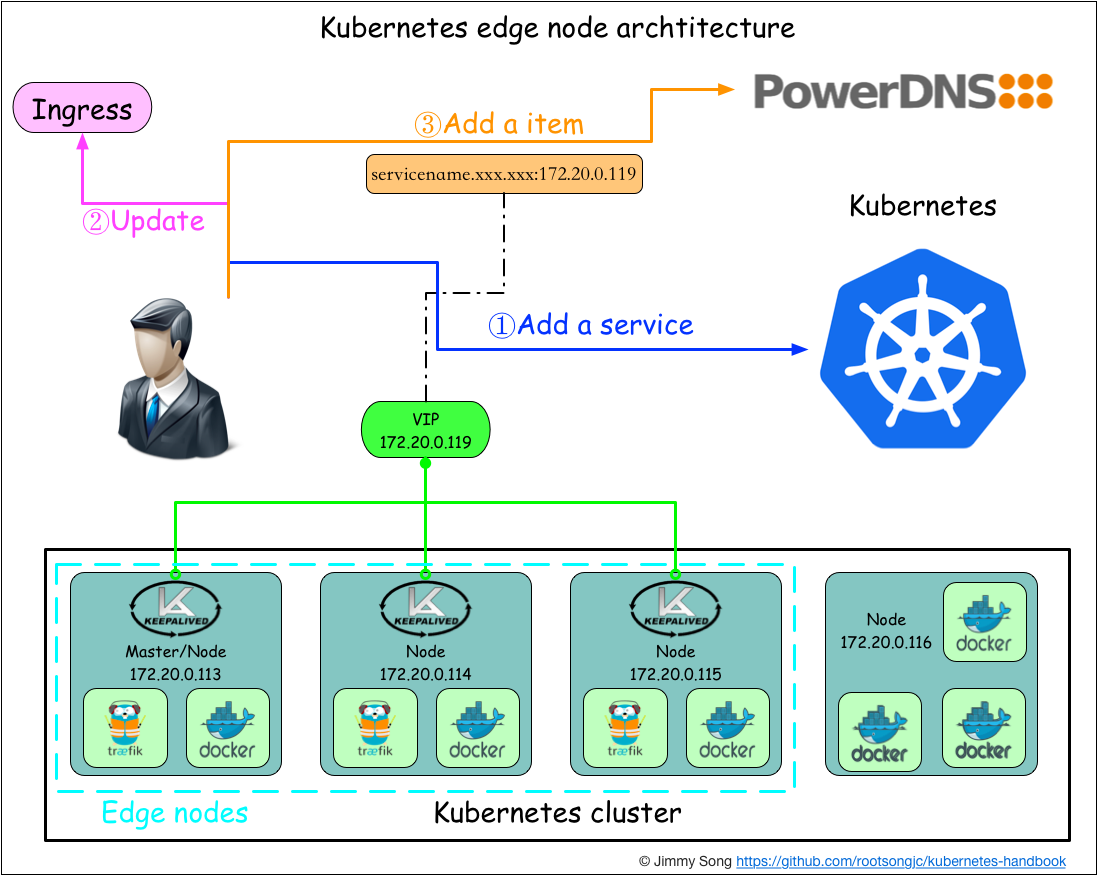 Kubernetes edge node archtitecture
Ingress
PowerDNS
③Add a item
servicename.xxx.xxx:172.20.0.119
②Update
Kubernetes
①Add a service
VIP
172.20.0.119
KEEPALIVED
Master/Node
172.20.0.113
træfik
docker
KEEPALIVED
Node
172.20.0.114
træfik
docker
KEEPALIVED
Node
172.20.0.115
træfik
docker
Node
172.20.0.116
docker
docker
docker
Edge nodes
Kubernetes cluster
© Jimmy Song https://github.com/rootsongjc/kubernetes-handbook